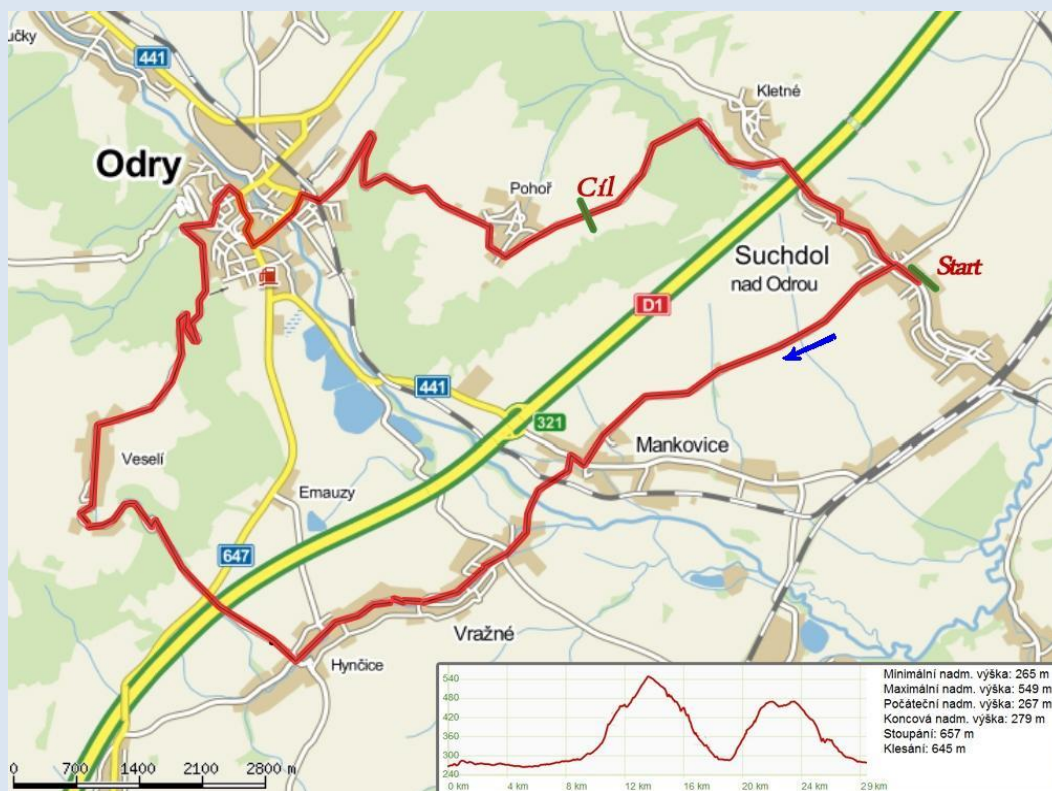 učky
441
Kletné
Odry
Pohoř
Cíl
Suchdol
nad Odrou
Start
D1
441
321
Mankovice
Veselí
Emauzy
647
Vražné
Hynčice
0 700 1400 2100 2800 m
540
480
420
360
300
240
0 km 4 km 8 km 12 km 16 km 20 km 24 km 29 km
Minimální nadm. výška: 265 m
Maximální nadm. výška: 549 m
Počáteční nadm. výška: 267 m
Koncová nadm. výška: 279 m
Stoupání: 657 m
Klesání: 645 m